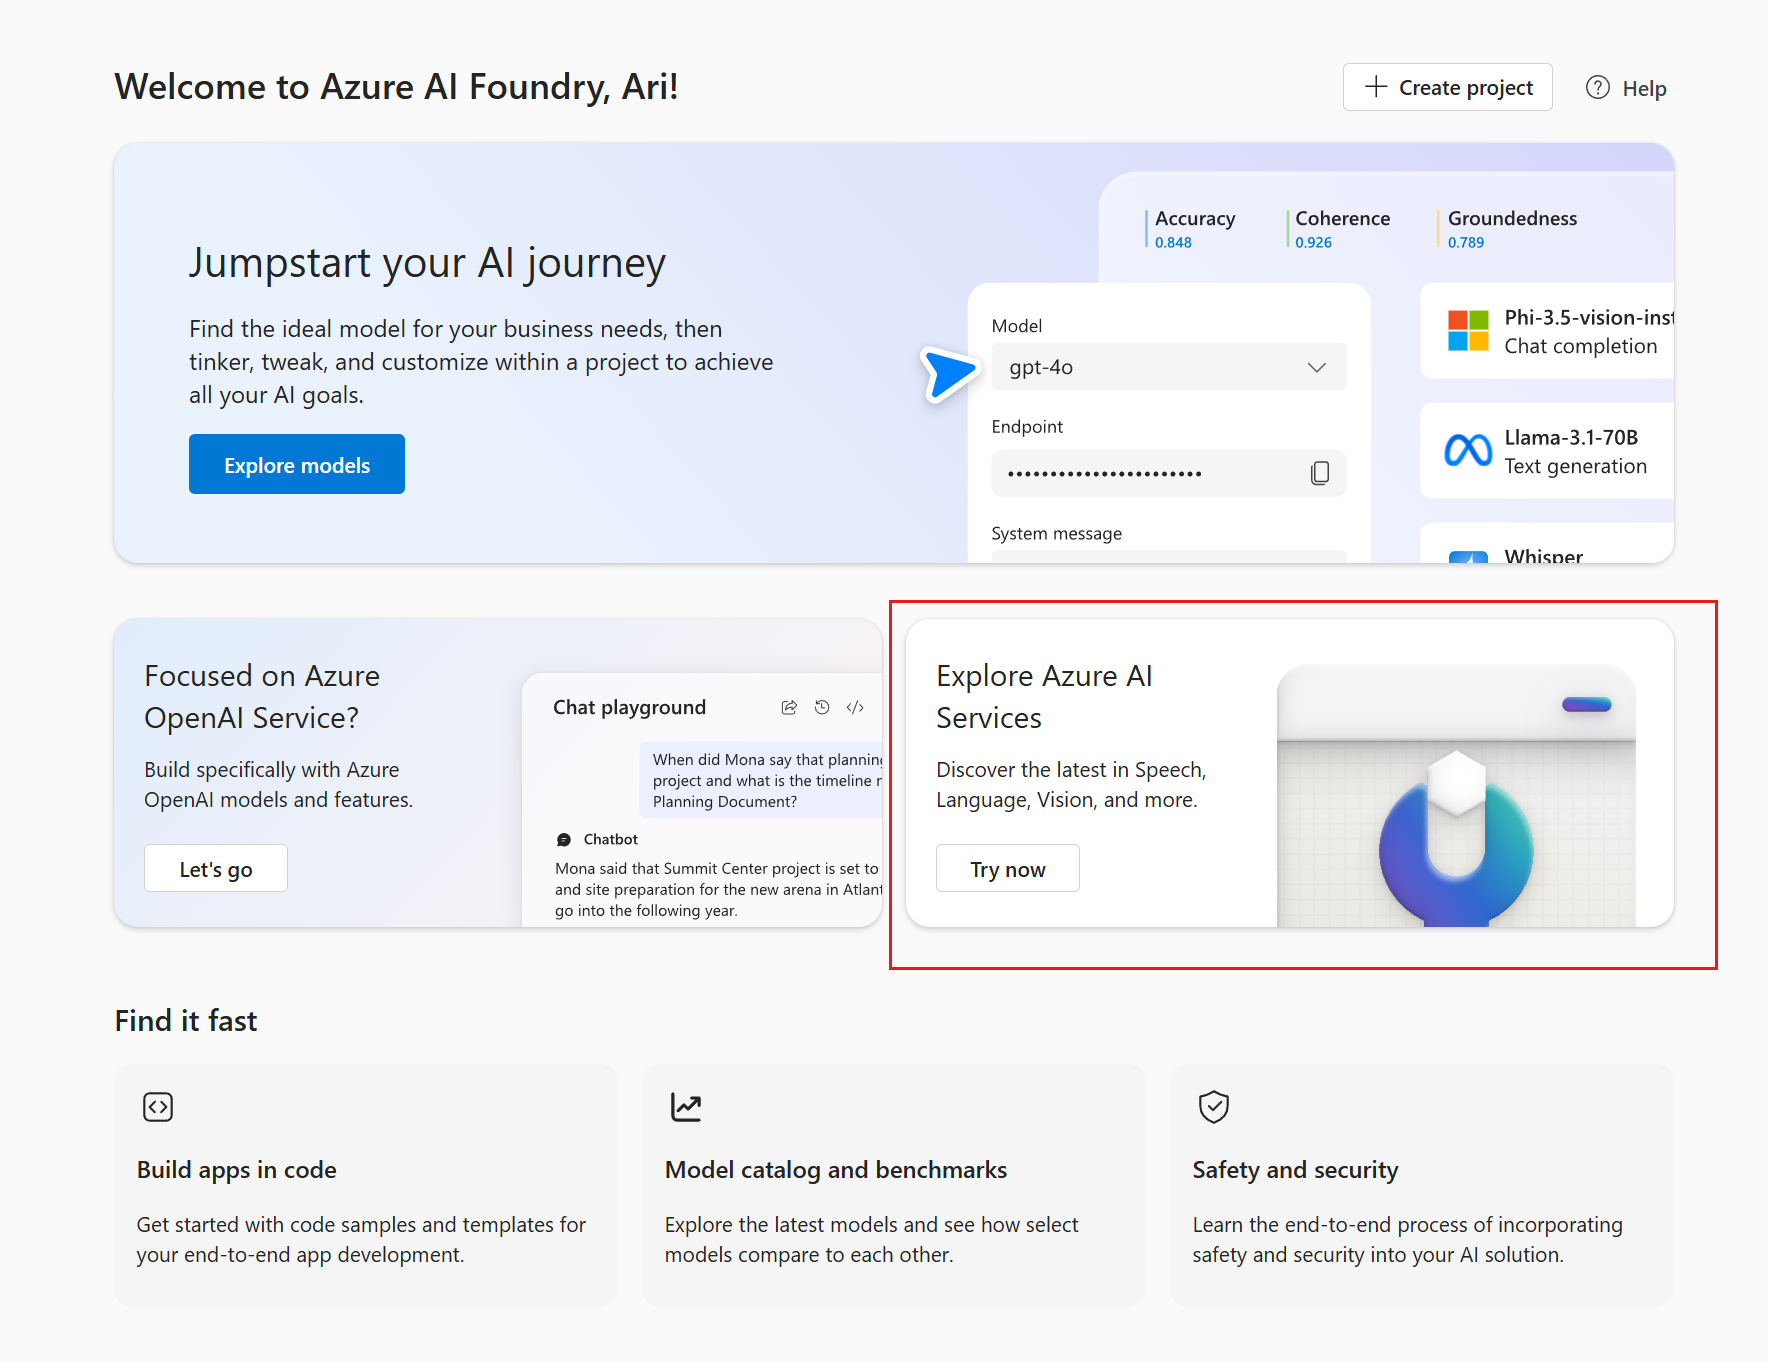 Welcome to Azure AI Foundry, Ari!
Create project
Help
Jumpstart your AI journey
Find the ideal model for your business needs, then
tinker, tweak, and customize within a project to achieve
all your AI goals.
Explore models
Accuracy
0.848
Coherence
0.926
Groundedness
0.789
Model
gpt-4o
Endpoint
System message
Phi-3.5-vision-inst
Chat completion
Llama-3.1-70B
Text generation
Whisper
Focused on Azure
OpenAI Service?
Build specifically with Azure
OpenAI models and features.
Let's go
Chat playground
When did Mona say that planning
project and what is the timeline
Planning Document?
Chatbot
Mona said that Summit Center project is set to
and site preparation for the new arena in Atlant
go into the following year.
Explore Azure AI
Services
Discover the latest in Speech,
Language, Vision, and more.
Try now
Find it fast
Build apps in code
Get started with code samples and templates for
your end-to-end app development.
Model catalog and benchmarks
Explore the latest models and see how select
models compare to each other.
Safety and security
Learn the end-to-end process of incorporating
safety and security into your AI solution.